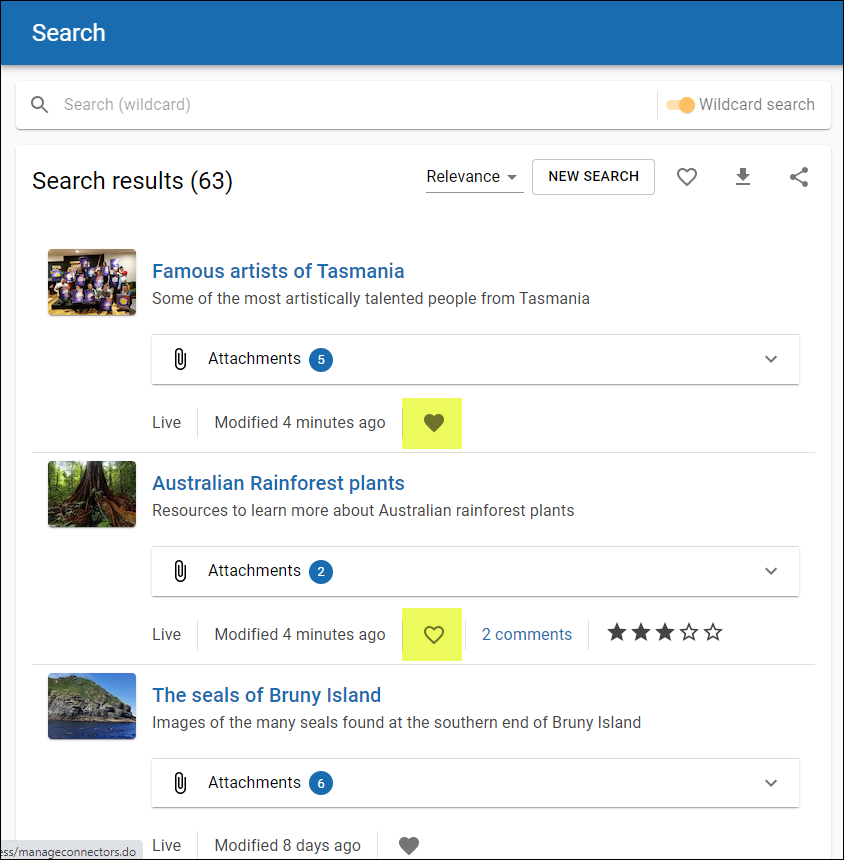 Search
Search (wildcard) Wildcard search
Search results (63) Relevance NEW SEARCH
Famous artists of Tasmania
Some of the most artistically talented people from Tasmania
Attachments 5
Live Modified 4 minutes ago
Australian Rainforest plants
Resources to learn more about Australian rainforest plants
Attachments 2
Live Modified 4 minutes ago 2 comments
The seals of Bruny Island
Images of the many seals found at the southern end of Bruny Island
Attachments 6
ess/manageconnectors.do Live Modified 8 days ago